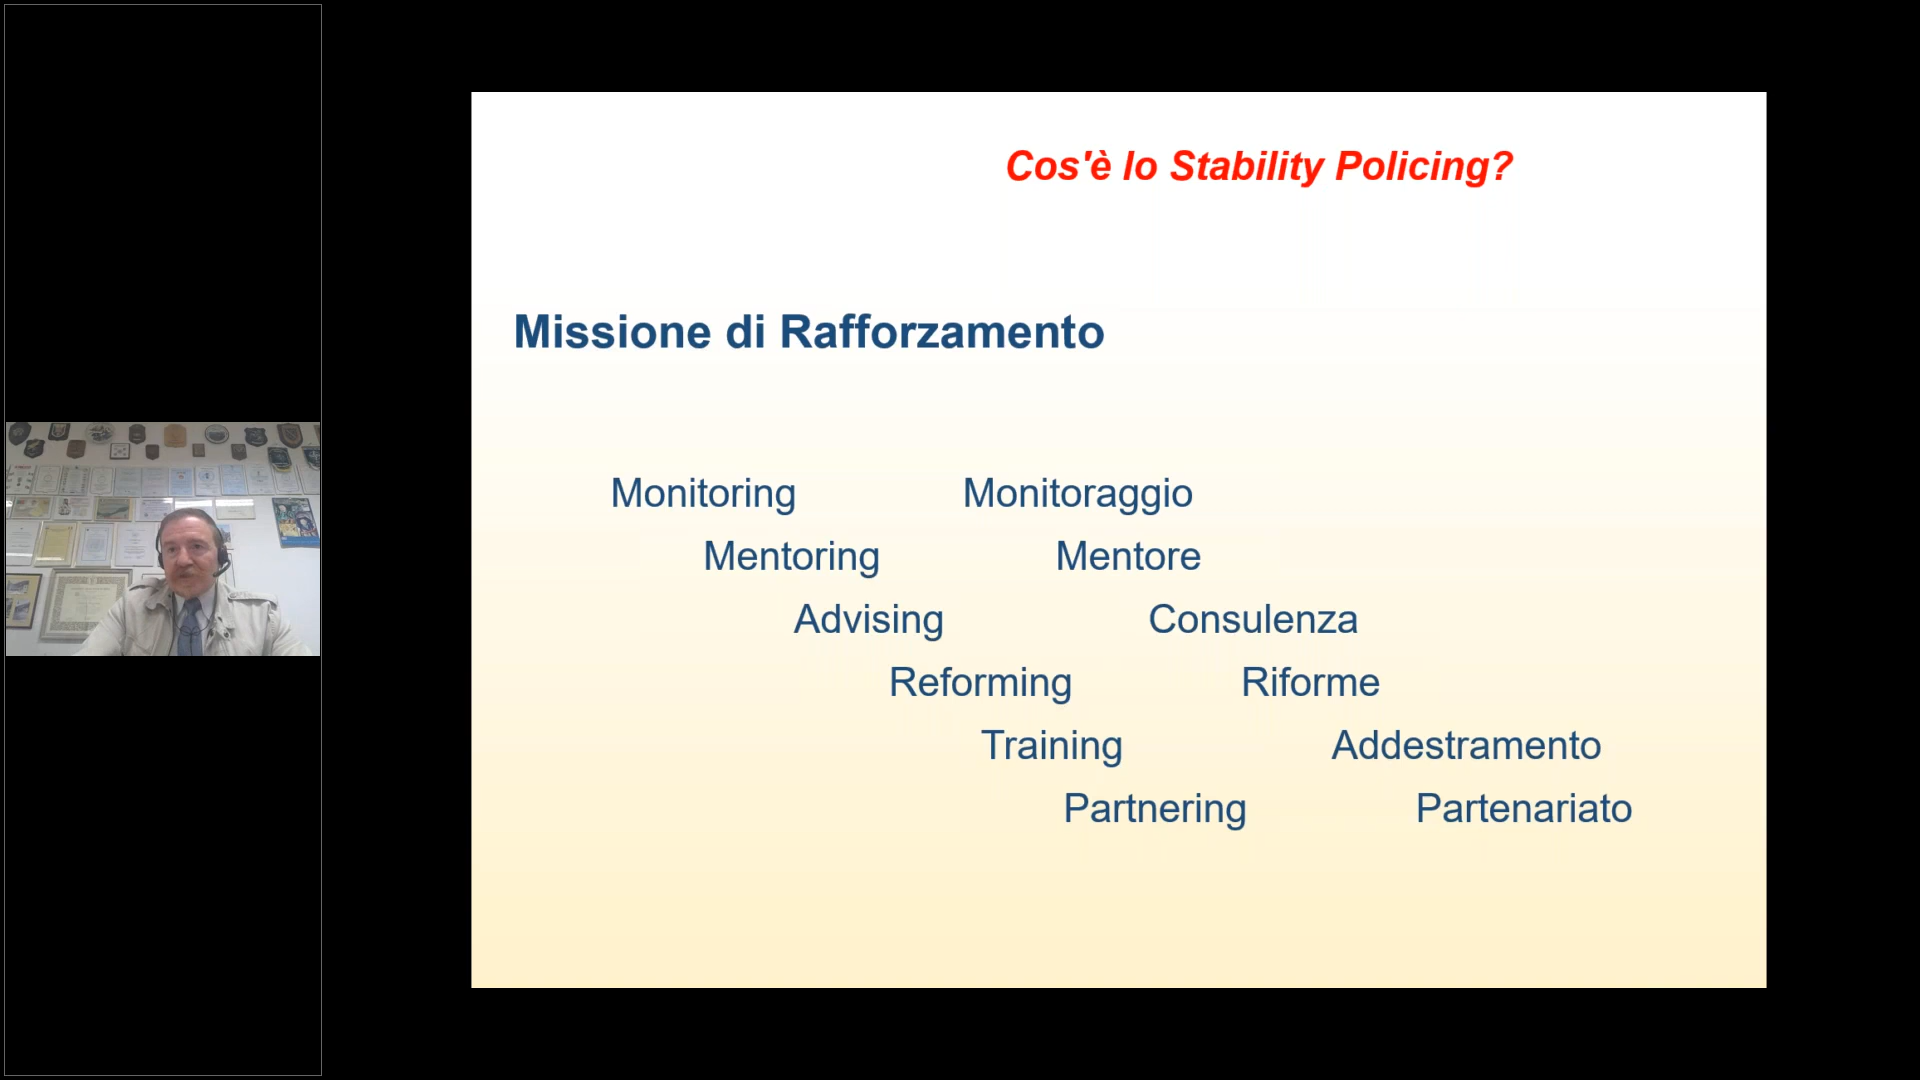 Cos'è lo Stability Policing?
Missione di Rafforzamento
Monitoring Monitoraggio
Mentoring Mentore
Advising Consulenza
Reforming Riforme
Training Addestramento
Partnering Partenariato